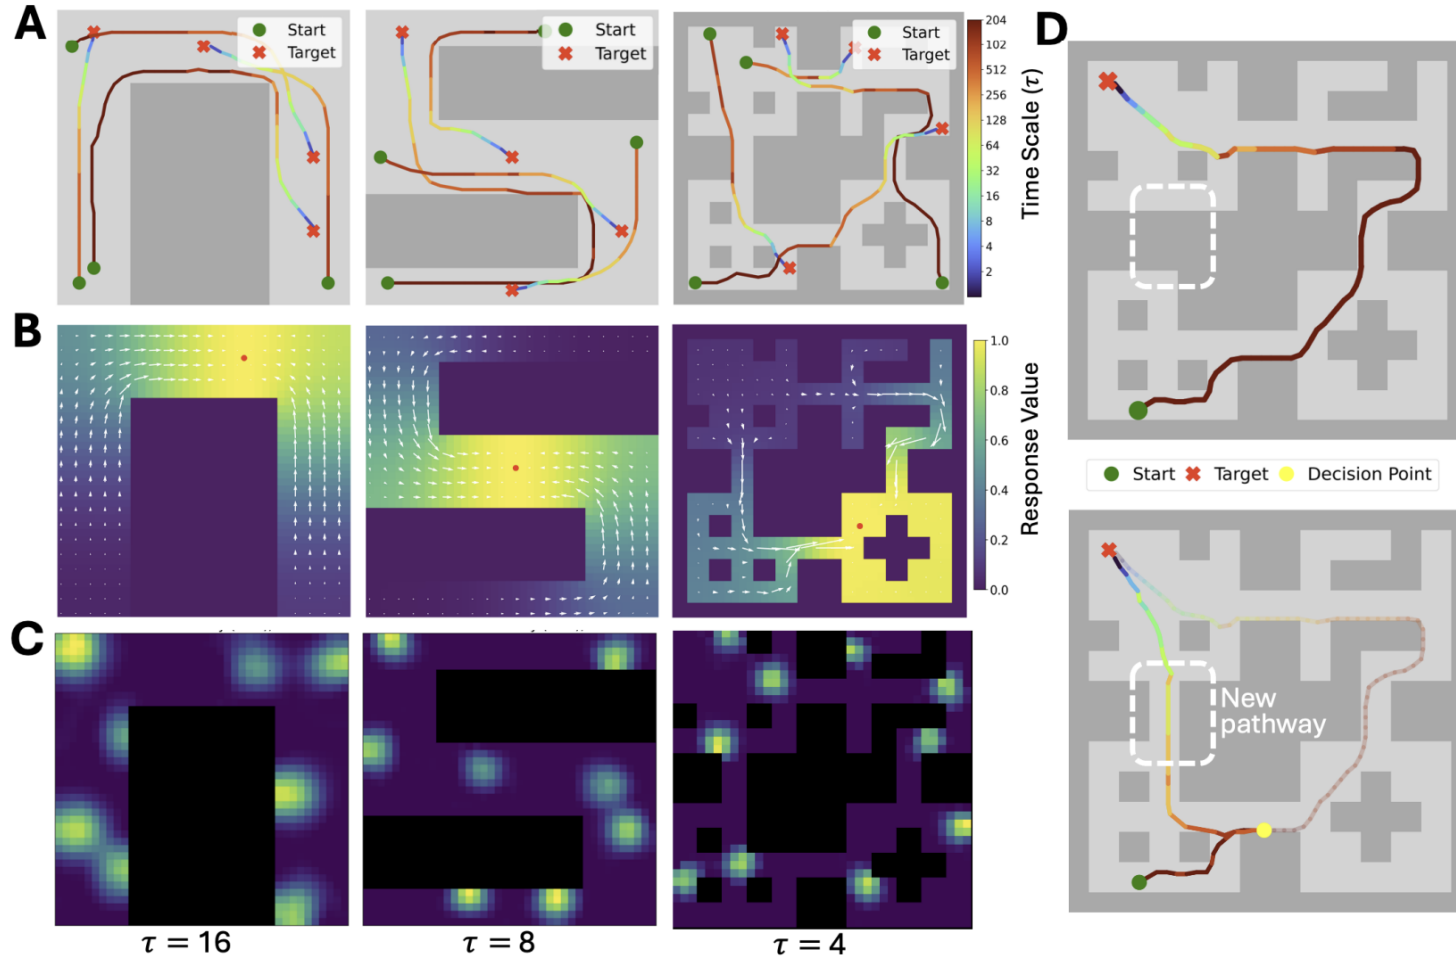 A
Start
Target
Start
Target
Start
Target
204
102
512
256
128
64
32
16
8
4
2
Time Scale (τ)
D
B
1.0
0.8
0.6
0.4
0.2
0.0
Response Value
Start Target Decision Point
C
New
pathway
τ = 16
τ = 8
τ = 4